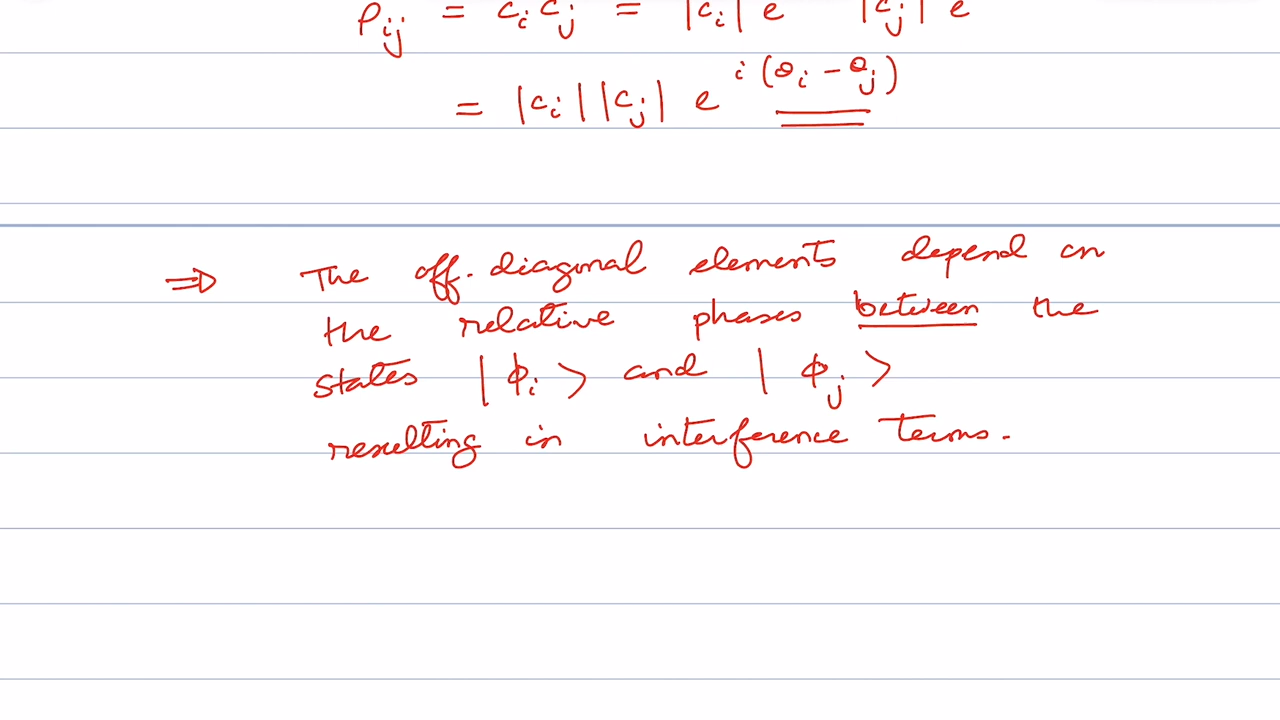 ρij = ci cj = |ci| e |cj| e
= |ci| |cj| e^i(θi − θj)
⇒ The off-diagonal elements depend on
the relative phases between the
states |ϕi> and |ϕj>
resulting in interference terms.